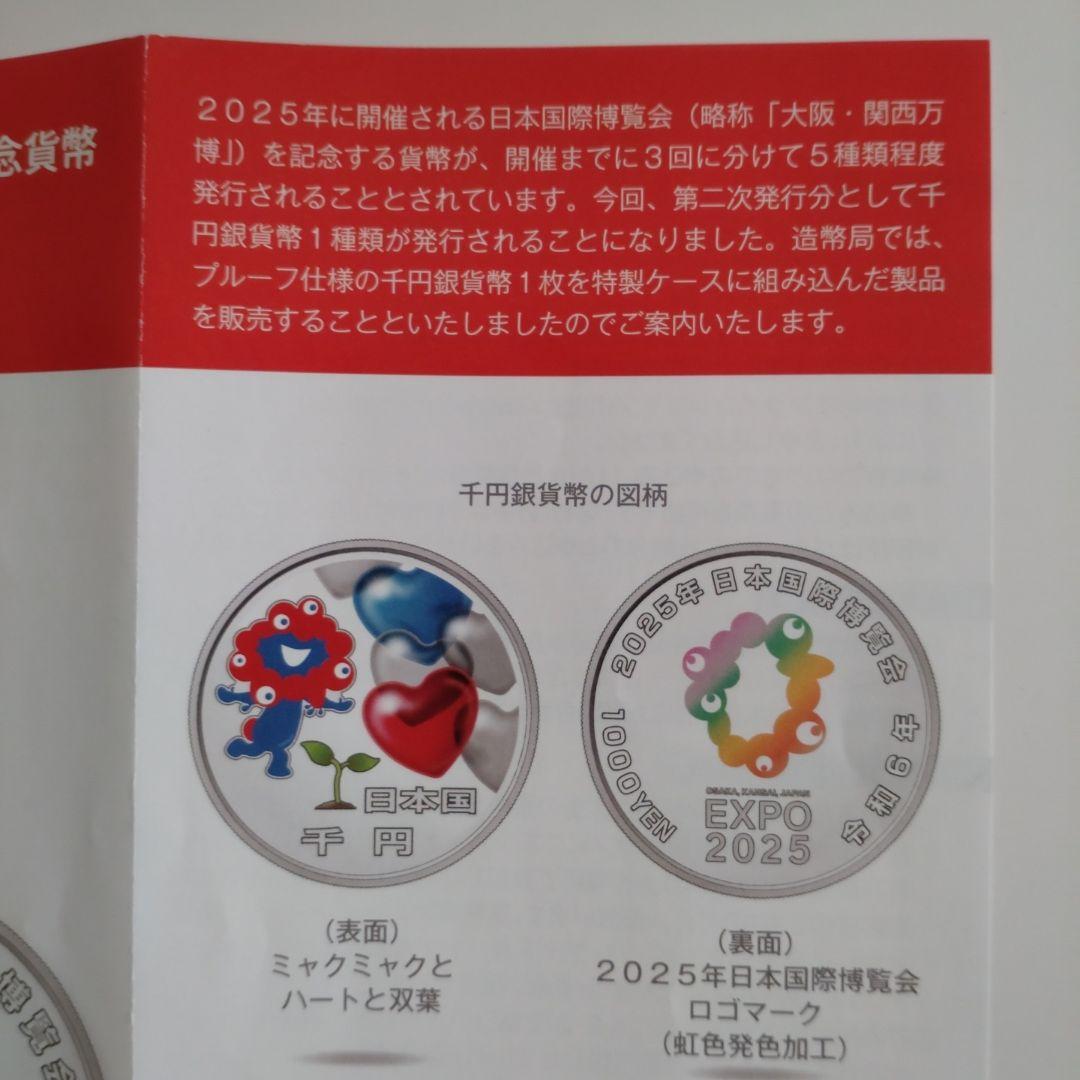 念貨幣
２０２５年に開催される日本国際博覧会（略称「大阪・関西万
博」）を記念する貨幣が、開催までに３回に分けて５種類程度
発行されることとされています。今回、第二次発行分として千
円銀貨幣１種類が発行されることになりました。造幣局では、
プルーフ仕様の千円銀貨幣１枚を特製ケースに組み込んだ製品
を販売することといたしましたのでご案内いたします。
千円銀貨幣の図柄
日本国
千円
2025年日本国際博覧会
1000YEN
令和6年
OSAKA, KANSAI, JAPAN
EXPO
2025
（表面）
ミャクミャクと
ハートと双葉
（裏面）
２０２５年日本国際博覧会
ロゴマーク
（虹色発色加工）
博覧会